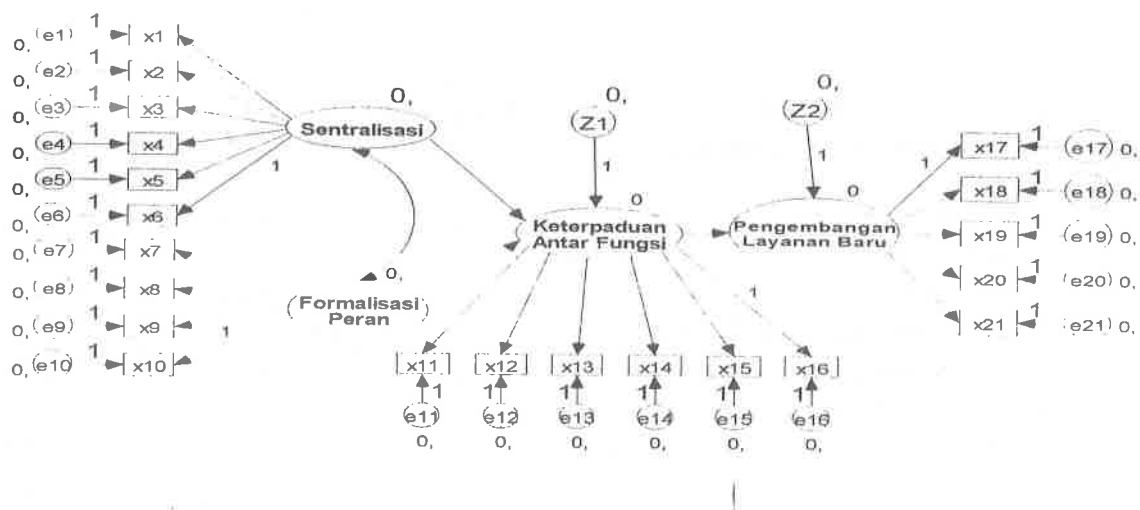 0, (e1) 1 x1
0, (e2) 1 x2
0, (e3) 1 x3
0, (e4) 1 x4
0, (e5) 1 x5
0, (e6) 1 x6
0, (e7) 1 x7
0, (e8) 1 x8
0, (e9) 1 x9
0, (e10) 1 x10
1
1
0,
Sentralisasi
0,
Formalisasi
Peran
0,
Z1
1
0
Keterpaduan
Antar Fungsi
0,
Z2
1
0
Pengembangan
Layanan Baru
1
1
x11 x12 x13 x14 x15 x16
1 1 1 1 1 1
e11 e12 e13 e14 e15 e16
0, 0, 0, 0, 0, 0,
x17 1 (e17) 0,
x18 1 (e18) 0,
x19 1 (e19) 0,
x20 1 (e20) 0,
x21 1 (e21) 0,